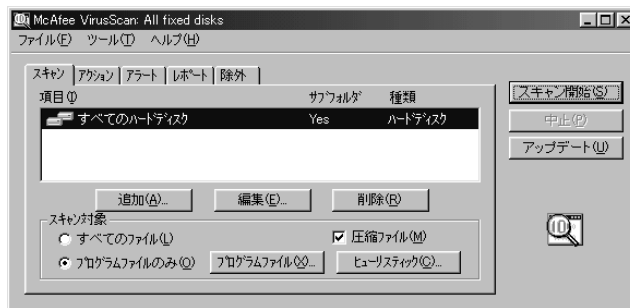 McAfee VirusScan: All fixed disks
ファイル(F) ツール(T) ヘルプ(H)
スキャン アクション アラート レポート 除外
項目(I) サブフォルダ 種類
すべてのハードディスク Yes ハードディスク
追加(A)... 編集(E)... 削除(R)
スキャン対象
すべてのファイル(L) 圧縮ファイル(M)
プログラムファイルのみ(O) プログラムファイル(X)... ヒューリスティック(C)...
スキャン開始(S)
中止(P)
アップデート(U)